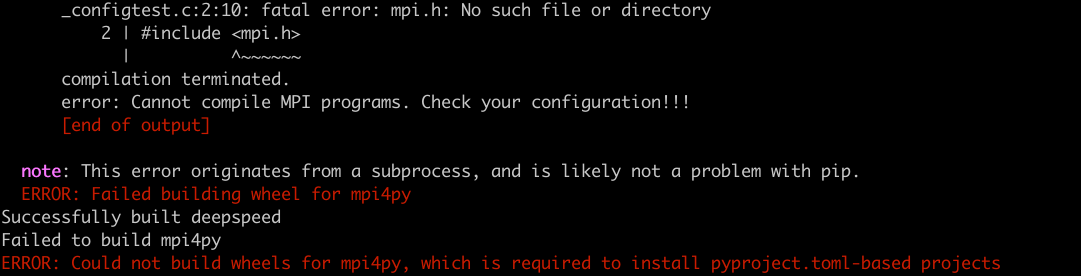 _configtest.c:2:10: fatal error: mpi.h: No such file or directory
2 | #include <mpi.h>
| ^~~~~~~
compilation terminated.
error: Cannot compile MPI programs. Check your configuration!!!
[end of output]
note: This error originates from a subprocess, and is likely not a problem with pip.
ERROR: Failed building wheel for mpi4py
Successfully built deepspeed
Failed to build mpi4py
ERROR: Could not build wheels for mpi4py, which is required to install pyproject.toml-based projects